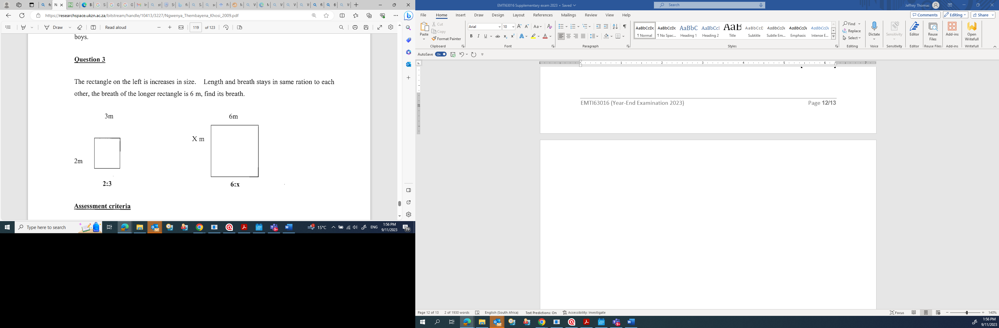 https://researchspace.ukzn.ac.za/bitstream/handle/10413/3227/Ngwenya_Thembayena_Khosi_2009.pdf
Draw
Read aloud
119 of 123
boys.
Question 3
The rectangle on the left is increases in size. Length and breath stays in same ration to each
other, the breath of the longer rectangle is 6 m, find its breath.
3m
6m
X m
2m
2:3
6:x
Assessment criteria
Type here to search
15°C
ENG
1:56 PM
9/11/2023
39
EMTI63016 Supplementary exam 2023 • Saved
Search
Jeffrey Thomas
File Home Insert Draw Design Layout References Mailings Review View Help
Comments Editing Share
Paste
Cut
Copy
Format Painter
Clipboard
Arial 10
Font
Paragraph
AaBbCcDc AaBbCcDc AaBbC AaBbCcI AaB AaBbCcD AaBbCcDc AaBbCcDc AaBbCcDc
¶ Normal ¶ No Spac... Heading 1 Heading 2 Title Subtitle Subtle Em... Emphasis Intense E...
Styles
Find
Replace
Select
Editing
Dictate
Voice
Sensitivity
Sensitivity
Editor
Editor
Reuse Files
Reuse Files
Add-ins
Add-ins
Open Writefull
Writefull
AutoSave On
EMTI63016 (Year-End Examination 2023)
Page 12/13
Page 12 of 13 2 of 1930 words English (South Africa) Text Predictions: On Accessibility: Investigate
Focus
140%
1:56 PM
9/11/2023